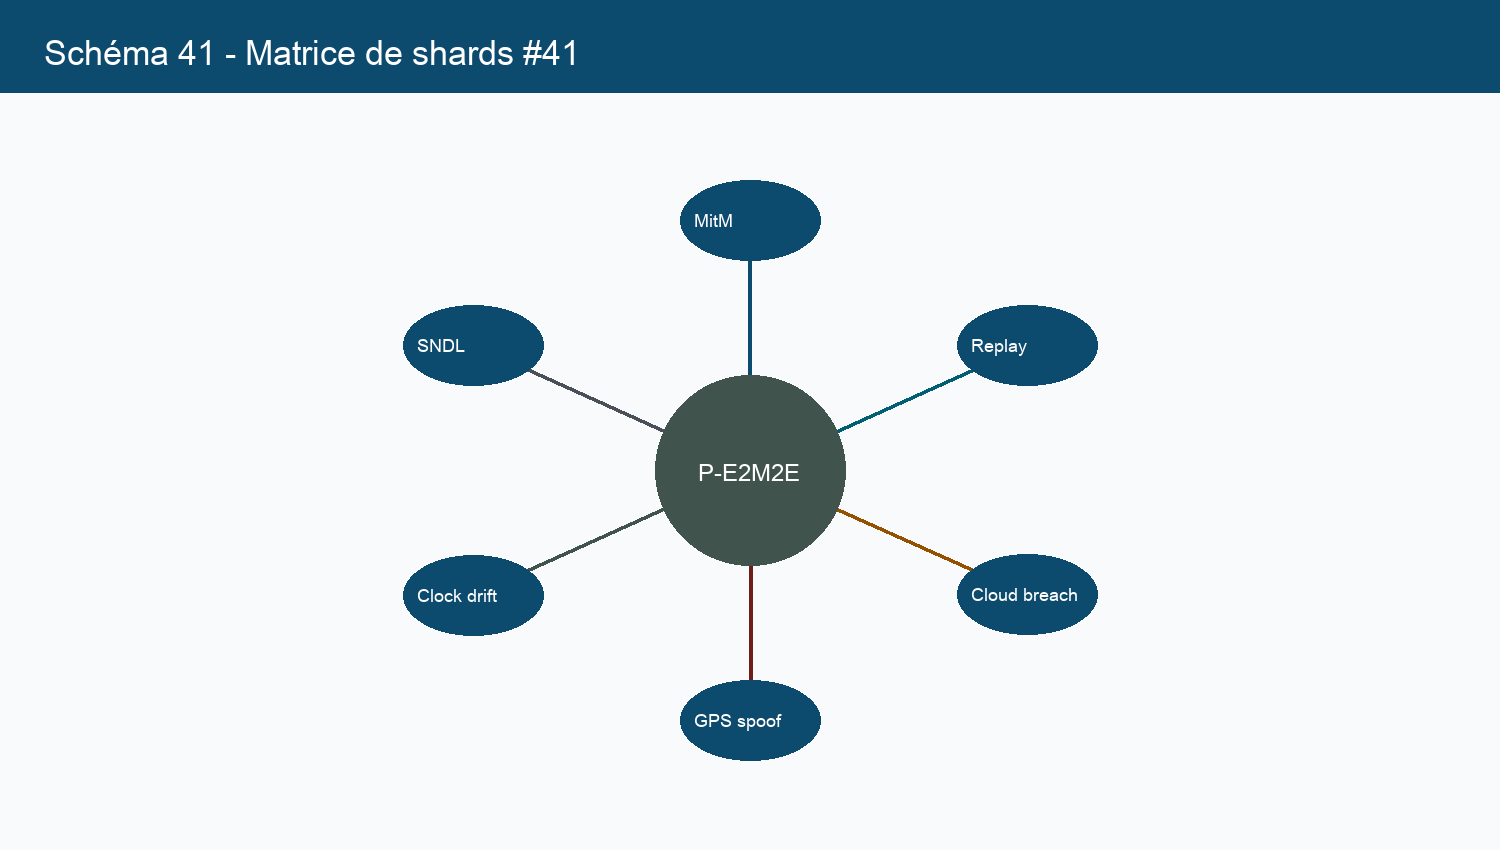 Schéma 41 - Matrice de shards #41
MitM
SNDL
Replay
P-E2M2E
Clock drift
Cloud breach
GPS spoof